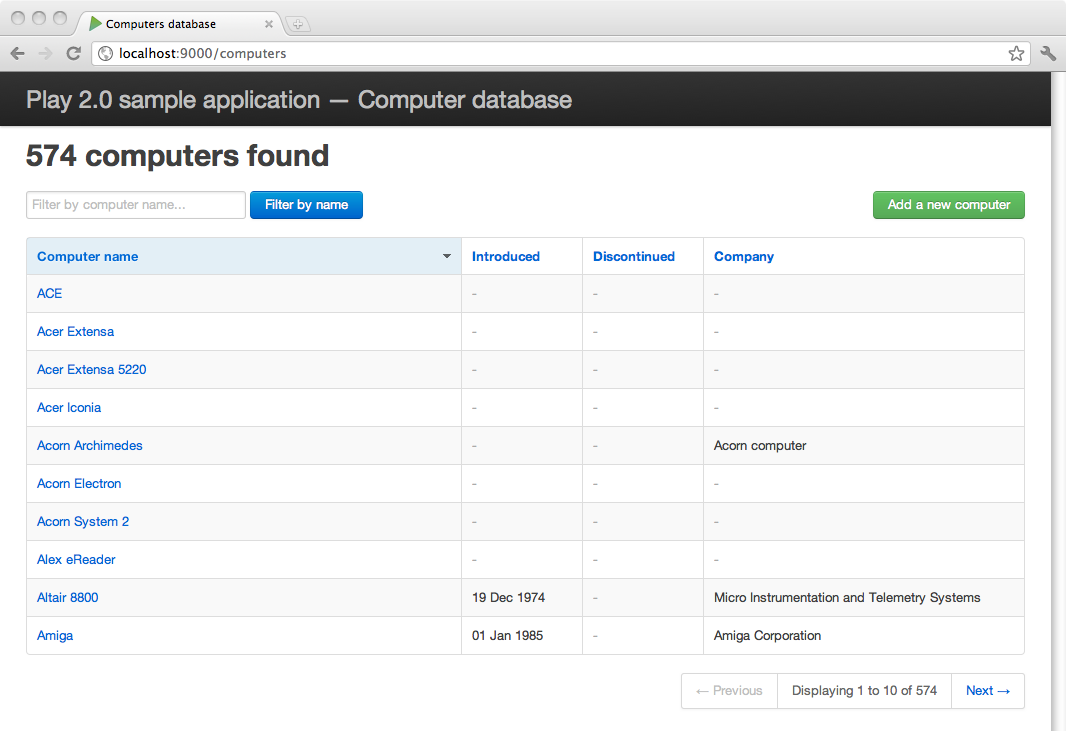 Computers database
localhost:9000/computers
Play 2.0 sample application — Computer database
574 computers found
Filter by computer name... Filter by name Add a new computer
Computer name Introduced Discontinued Company
ACE - - -
Acer Extensa - - -
Acer Extensa 5220 - - -
Acer Iconia - - -
Acorn Archimedes - - Acorn computer
Acorn Electron - - -
Acorn System 2 - - -
Alex eReader - - -
Altair 8800 19 Dec 1974 - Micro Instrumentation and Telemetry Systems
Amiga 01 Jan 1985 - Amiga Corporation
← Previous Displaying 1 to 10 of 574 Next →